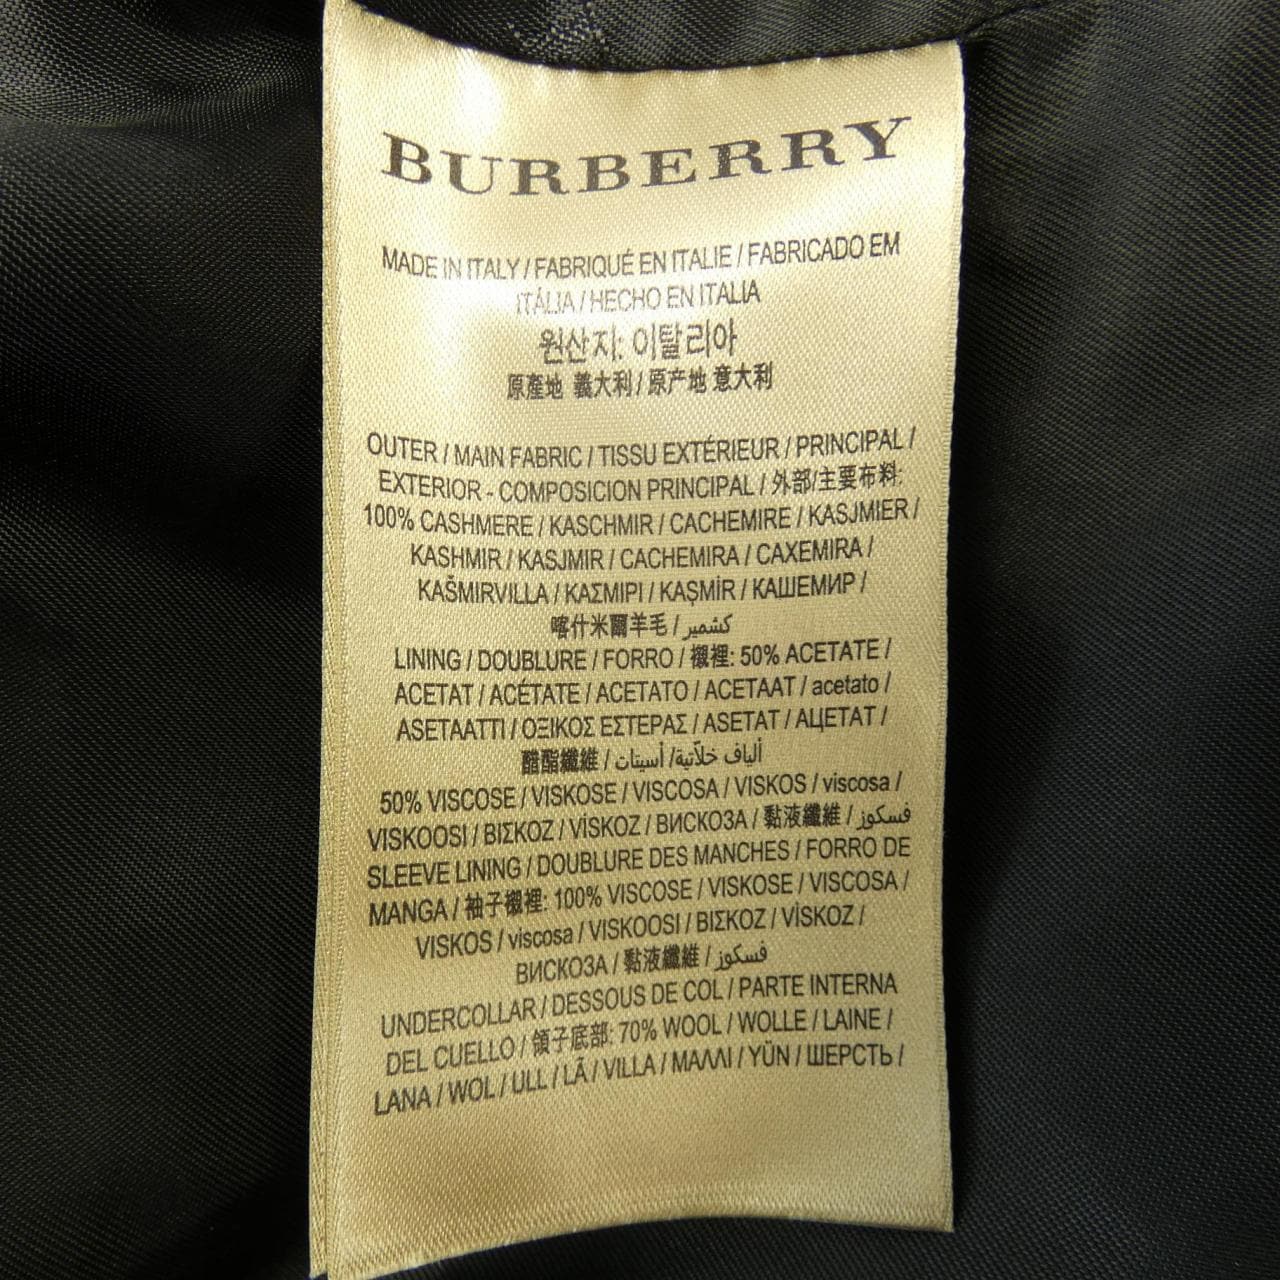 BURBERRY
MADE IN ITALY / FABRIQUÉ EN ITALIE / FABRICADO EM
ITÁLIA / HECHO EN ITALIA
원산지: 이탈리아
原產地 義大利 / 原产地 意大利
OUTER / MAIN FABRIC / TISSU EXTÉRIEUR / PRINCIPAL /
EXTERIOR - COMPOSICION PRINCIPAL / 外部/主要布料:
100% CASHMERE / KASCHMIR / CACHEMIRE / KASJMIER /
KASHMIR / KASJMIR / CACHEMIRA / CAXEMIRA /
KAŠMIRVILLA / ΚΑΣΜΙΡΙ / KAŞMİR / КАШЕМИР /
喀什米爾羊毛 / كشمير
LINING / DOUBLURE / FORRO / 襯裡: 50% ACETATE /
ACETAT / ACÉTATE / ACETATO / ACETAAT / acetato /
ASETAATTI / ΟΞΙΚΟΣ ΕΣΤΕΡΑΣ / ASETAT / АЦЕТАТ /
醋酯纖維 / ألياف خلّاتية/ أسيتات
50% VISCOSE / VISKOSE / VISCOSA / VISKOS / viscosa /
VISKOOSI / ΒΙΣΚΟΖ / VİSKOZ / ВИСКОЗА / 黏液纖維 / فسكوز
SLEEVE LINING / DOUBLURE DES MANCHES / FORRO DE
MANGA / 袖子襯裡: 100% VISCOSE / VISKOSE / VISCOSA /
VISKOS / viscosa / VISKOOSI / ΒΙΣΚΟΖ / VİSKOZ /
ВИСКОЗА / 黏液纖維 / فسكوز
UNDERCOLLAR / DESSOUS DE COL / PARTE INTERNA
DEL CUELLO / 領子底部: 70% WOOL / WOLLE / LAINE /
LANA / WOL / ULL / LÃ / VILLA / ΜΑΛΛΙ / YÜN / ШЕРСТЬ /